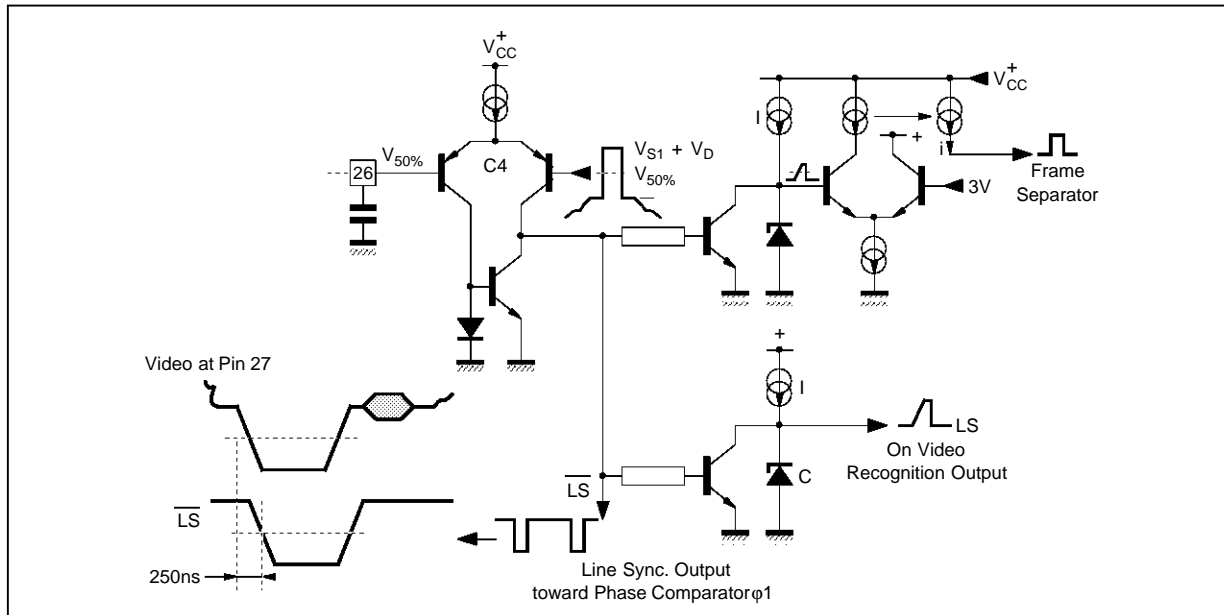 V+CC
V+CC
I
V50%
26
C4
VS1 + VD
V50%
+
i
3V
Frame
Separator
Video at Pin 27
+
I
LS
On Video
Recognition Output
C
LS
LS
250ns
Line Sync. Output
toward Phase Comparator φ1